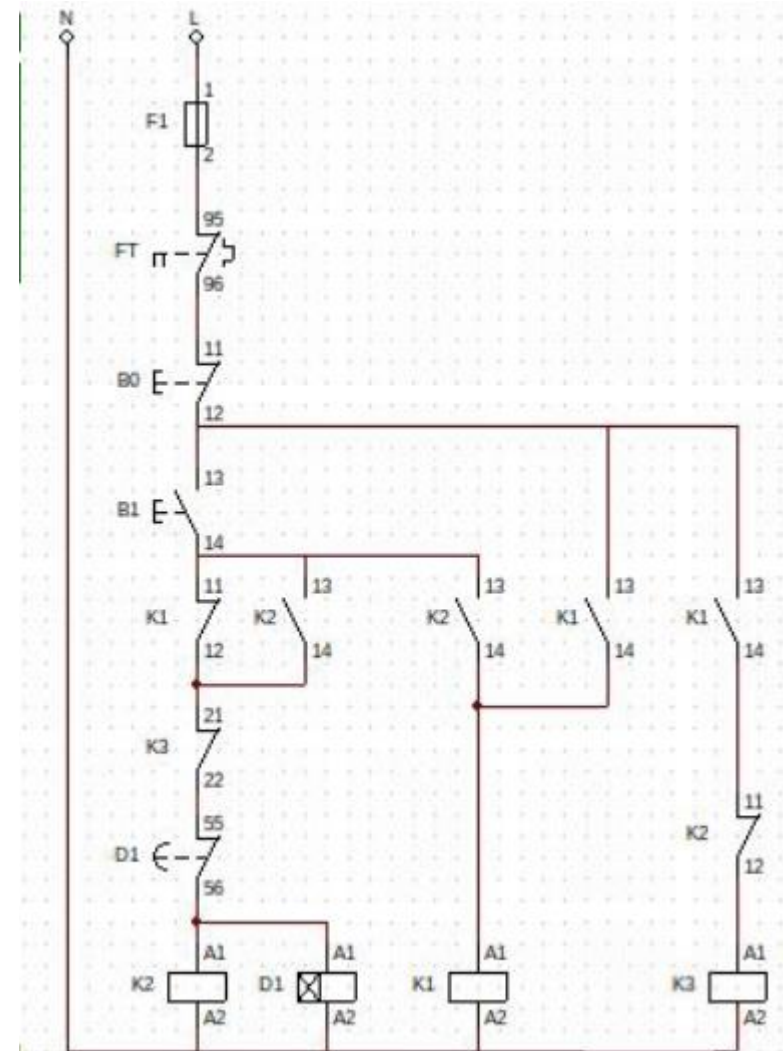 N L
1
F1
2
95
FT
96
11
B0
12
13
B1
14
11 13 13 13 13
K1 K2 K2 K1 K1
12 14 14 14 14
21
K3
22
11
55
K2
D1
12
56
A1 A1 A1 A1
K2 D1 K1 K3
A2 A2 A2 A2